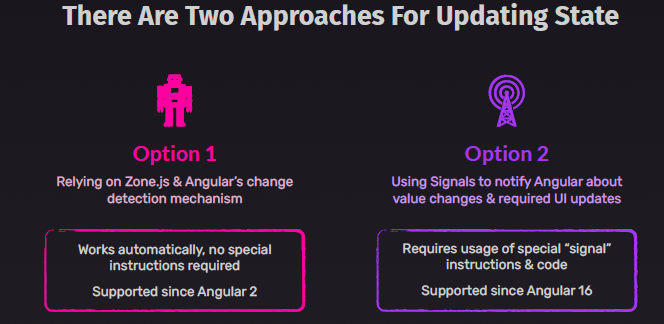 There Are Two Approaches For Updating State
Option 1
Relying on Zone.js & Angular's change
detection mechanism
Works automatically, no special
instructions required
Supported since Angular 2
Option 2
Using Signals to notify Angular about
value changes & required UI updates
Requires usage of special “signal”
instructions & code
Supported since Angular 16